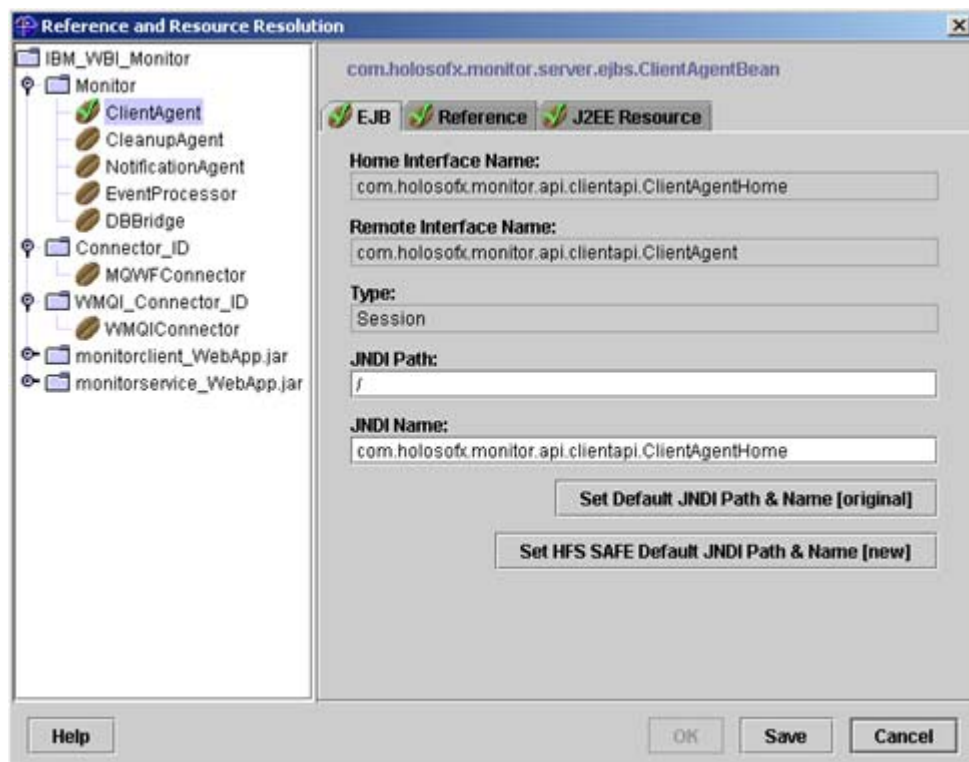 Reference and Resource Resolution
IBM_WBI_Monitor
Monitor
ClientAgent
CleanupAgent
NotificationAgent
EventProcessor
DBBridge
Connector_ID
MQWFConnector
WMQI_Connector_ID
WMQIConnector
monitorclient_WebApp.jar
monitorservice_WebApp.jar
com.holosofx.monitor.server.ejbs.ClientAgentBean
EJB Reference J2EE Resource
Home Interface Name:
com.holosofx.monitor.api.clientapi.ClientAgentHome
Remote Interface Name:
com.holosofx.monitor.api.clientapi.ClientAgent
Type:
Session
JNDI Path:
/
JNDI Name:
com.holosofx.monitor.api.clientapi.ClientAgentHome
Set Default JNDI Path & Name [original]
Set HFS SAFE Default JNDI Path & Name [new]
Help OK Save Cancel